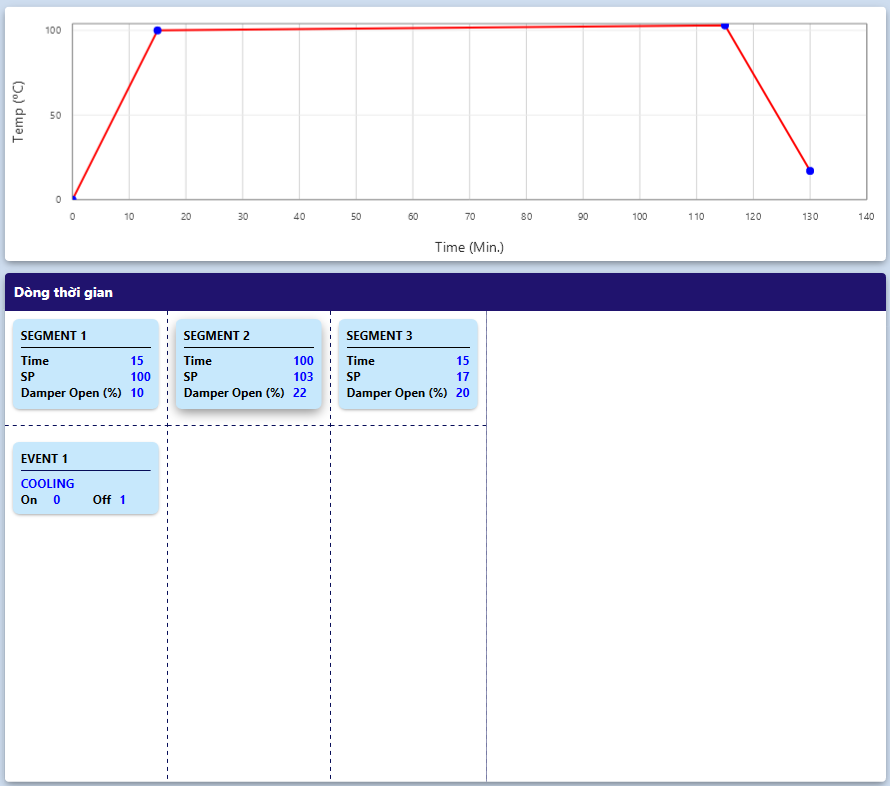 100
50
0
Temp (°C)
0 10 20 30 40 50 60 70 80 90 100 110 120 130 140
Time (Min.)
Dòng thời gian
SEGMENT 1
Time 15
SP 100
Damper Open (%) 10
SEGMENT 2
Time 100
SP 103
Damper Open (%) 22
SEGMENT 3
Time 15
SP 17
Damper Open (%) 20
EVENT 1
COOLING
On 0 Off 1